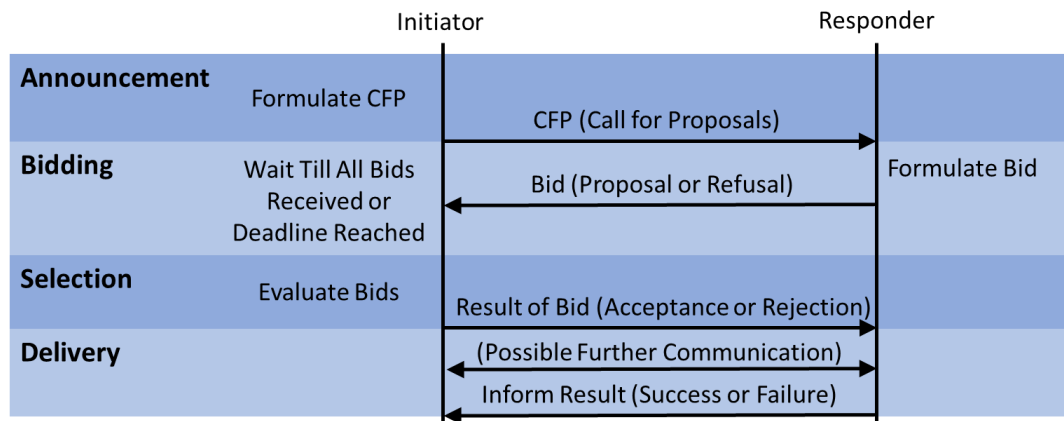 Initiator
Responder
Announcement
Formulate CFP
CFP (Call for Proposals)
Bidding
Wait Till All Bids
Received or
Deadline Reached
Bid (Proposal or Refusal)
Formulate Bid
Selection
Evaluate Bids
Result of Bid (Acceptance or Rejection)
Delivery
(Possible Further Communication)
Inform Result (Success or Failure)